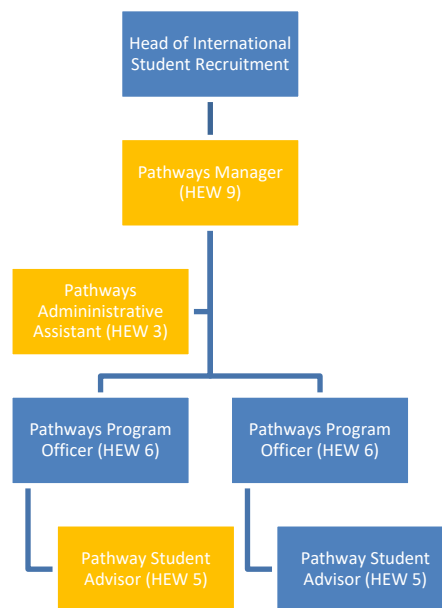 Head of International
Student Recruitment
Pathways Manager
(HEW 9)
Pathways
Admininistrative
Assistant (HEW 3)
Pathways Program
Officer (HEW 6)
Pathways Program
Officer (HEW 6)
Pathway Student
Advisor (HEW 5)
Pathway Student
Advisor (HEW 5)